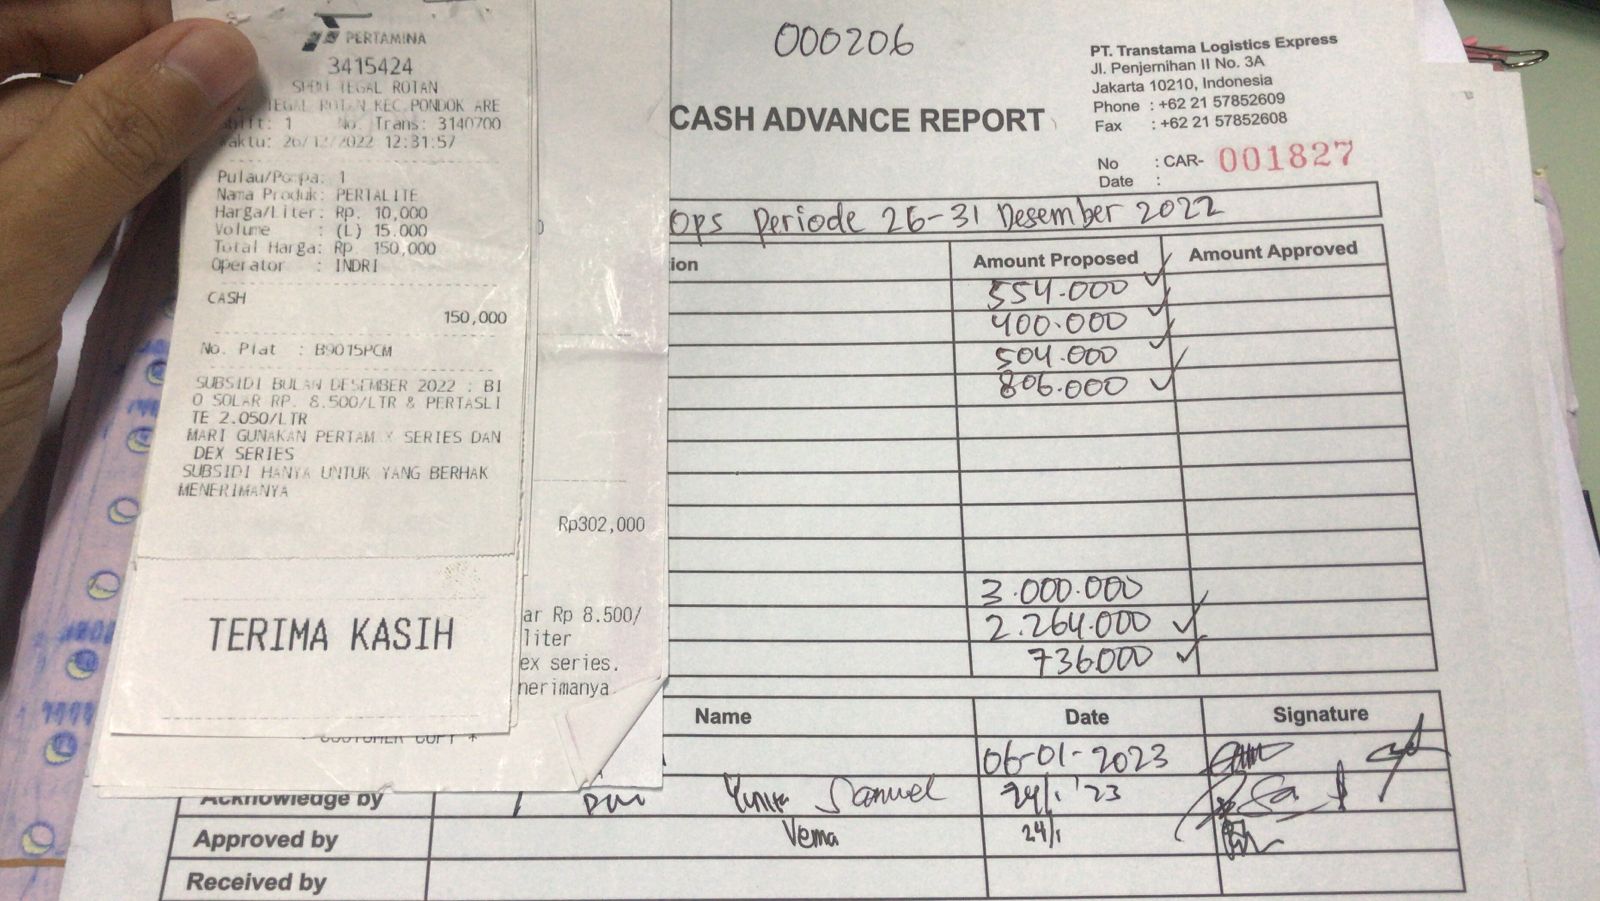 PERTAMINA
3415424
SPBU TEGAL ROTAN
TEGAL ROTAN KEC.PONDOK ARE
Shift: 1 No. Trans: 3140700
Waktu: 26/12/2022 12:31:57
Pulau/Pompa: 1
Nama Produk: PERTALITE
Harga/Liter: Rp. 10,000
Volume : (L) 15.000
Total Harga: Rp 150,000
Operator : INDRI
CASH
150,000
No. Plat : B9015PCM
SUBSIDI BULAN DESEMBER 2022 : BI
O SOLAR RP. 8.500/LTR & PERTASLI
TE 2.050/LTR
MARI GUNAKAN PERTAMAX SERIES DAN
DEX SERIES
SUBSIDI HANYA UNTUK YANG BERHAK
MENERIMANYA
TERIMA KASIH
Rp302,000
ar Rp 8.500/
liter
ex series.
nerimanya
* CUSTOMER COPY *
000206
PT. Transtama Logistics Express
Jl. Penjernihan II No. 3A
Jakarta 10210, Indonesia
Phone : +62 21 57852609
Fax : +62 21 57852608
CASH ADVANCE REPORT
No : CAR- 001827
Date :
Ops Periode 26-31 Desember 2022
ion Amount Proposed Amount Approved
554.000
400.000
504.000
806.000
3.000.000
2.264.000
736000
Name Date Signature
06-01-2023
Acknowledge by Yunita Samuel 24/1 '23
Approved by Vema 24/1
Received by